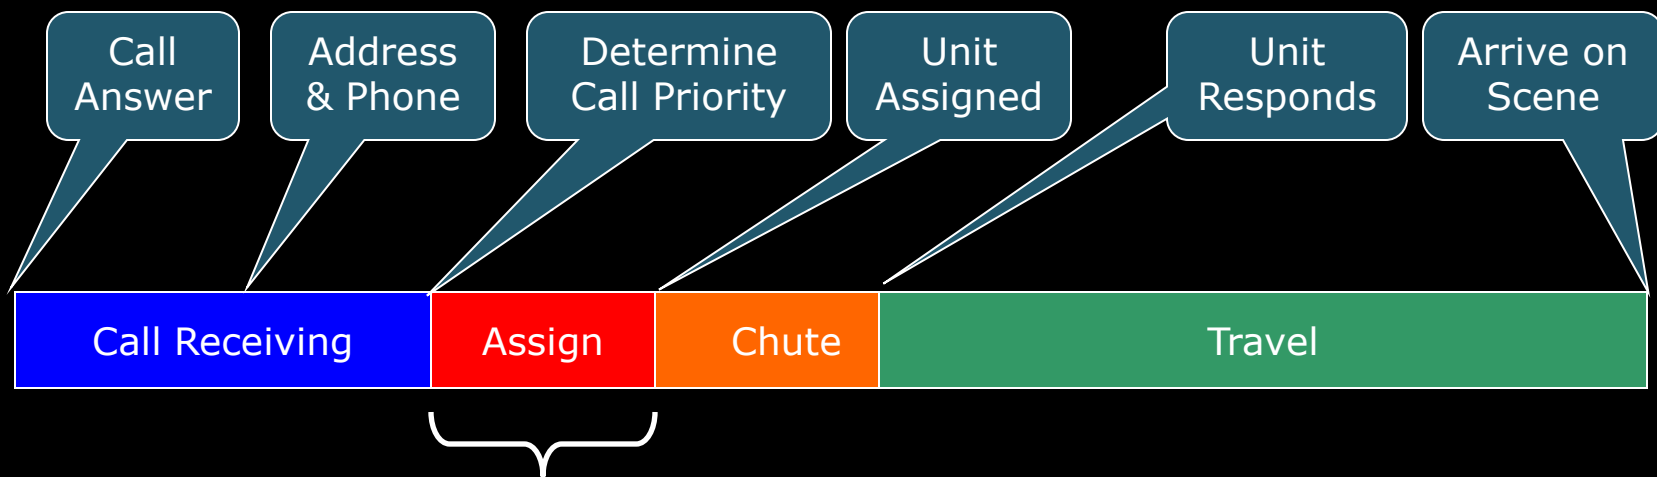 Call
Answer
Address
& Phone
Determine
Call Priority
Unit
Assigned
Unit
Responds
Arrive on
Scene
Call Receiving
Assign
Chute
Travel